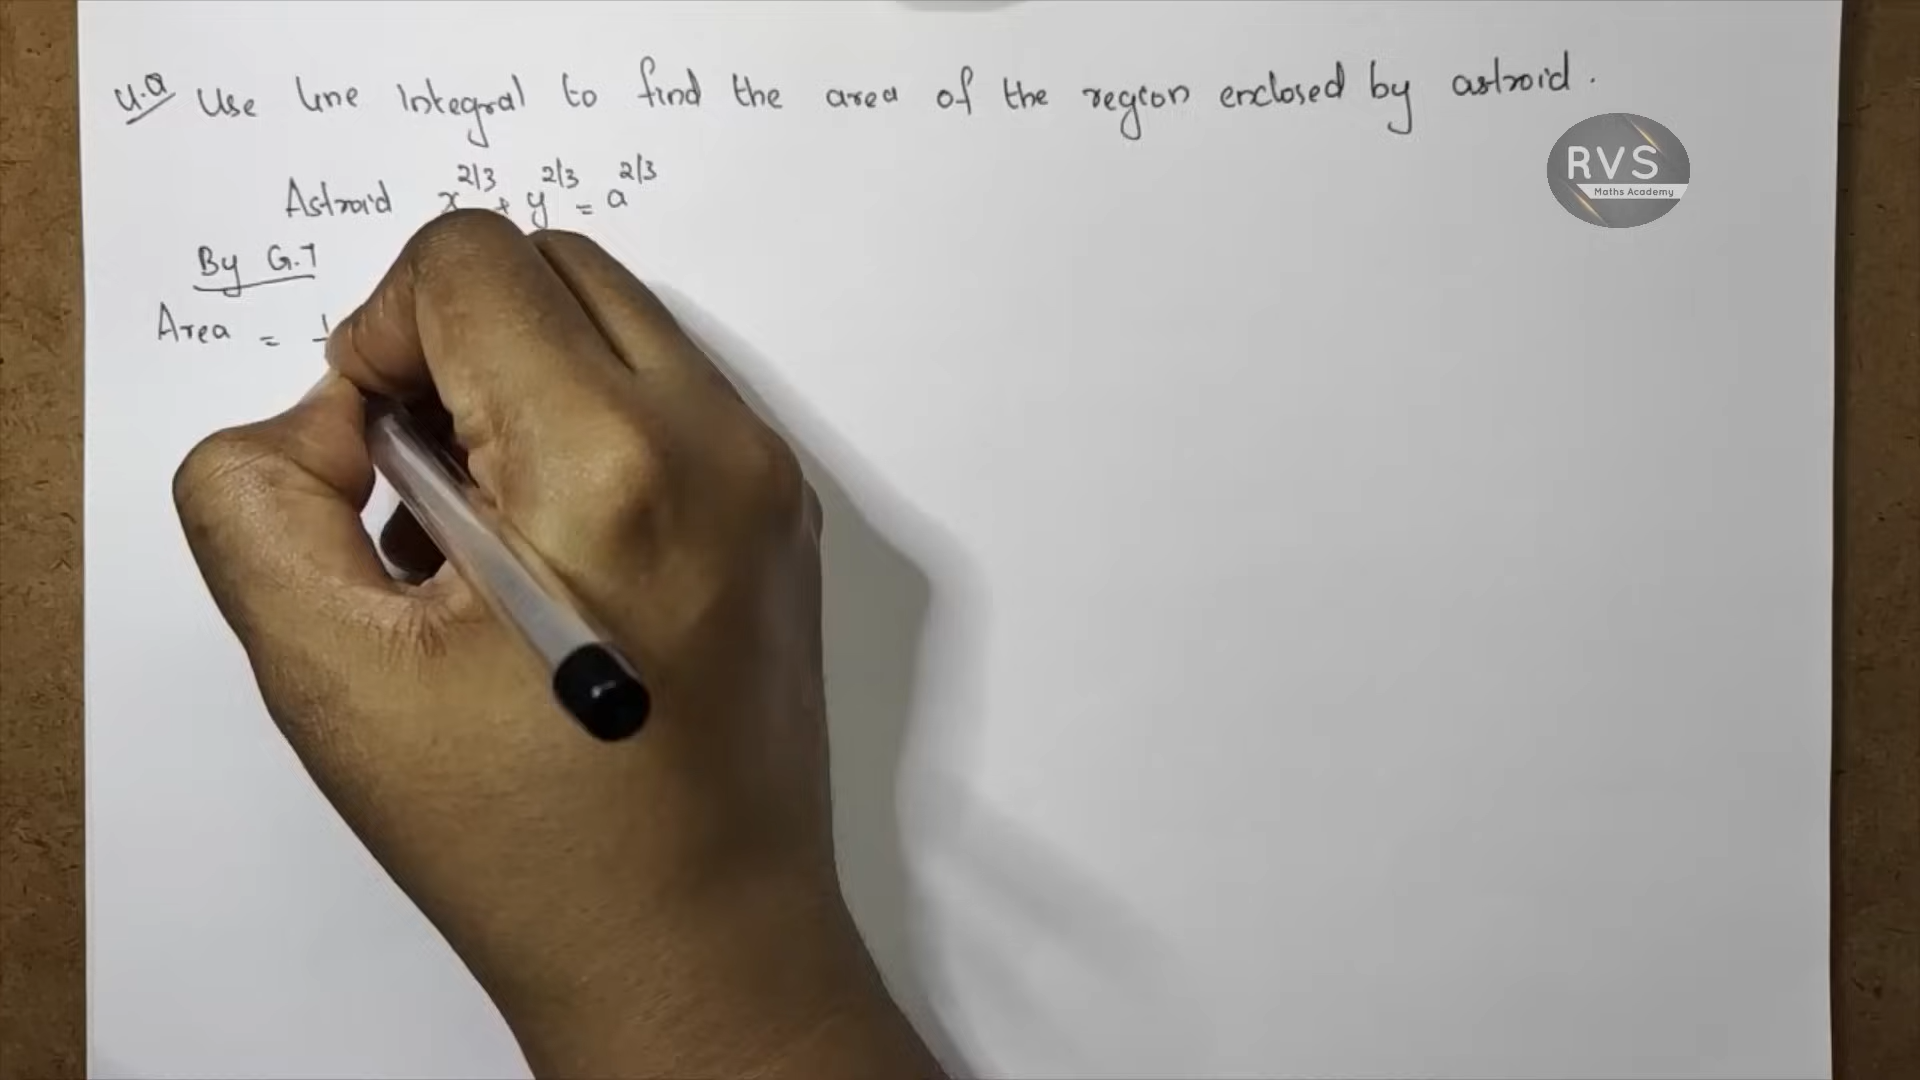 U.Q Use line Integral to find the area of the region enclosed by astroid.
RVS
Maths Academy
Astroid x^2/3 + y^2/3 = a^2/3
By G.T
Area = 1